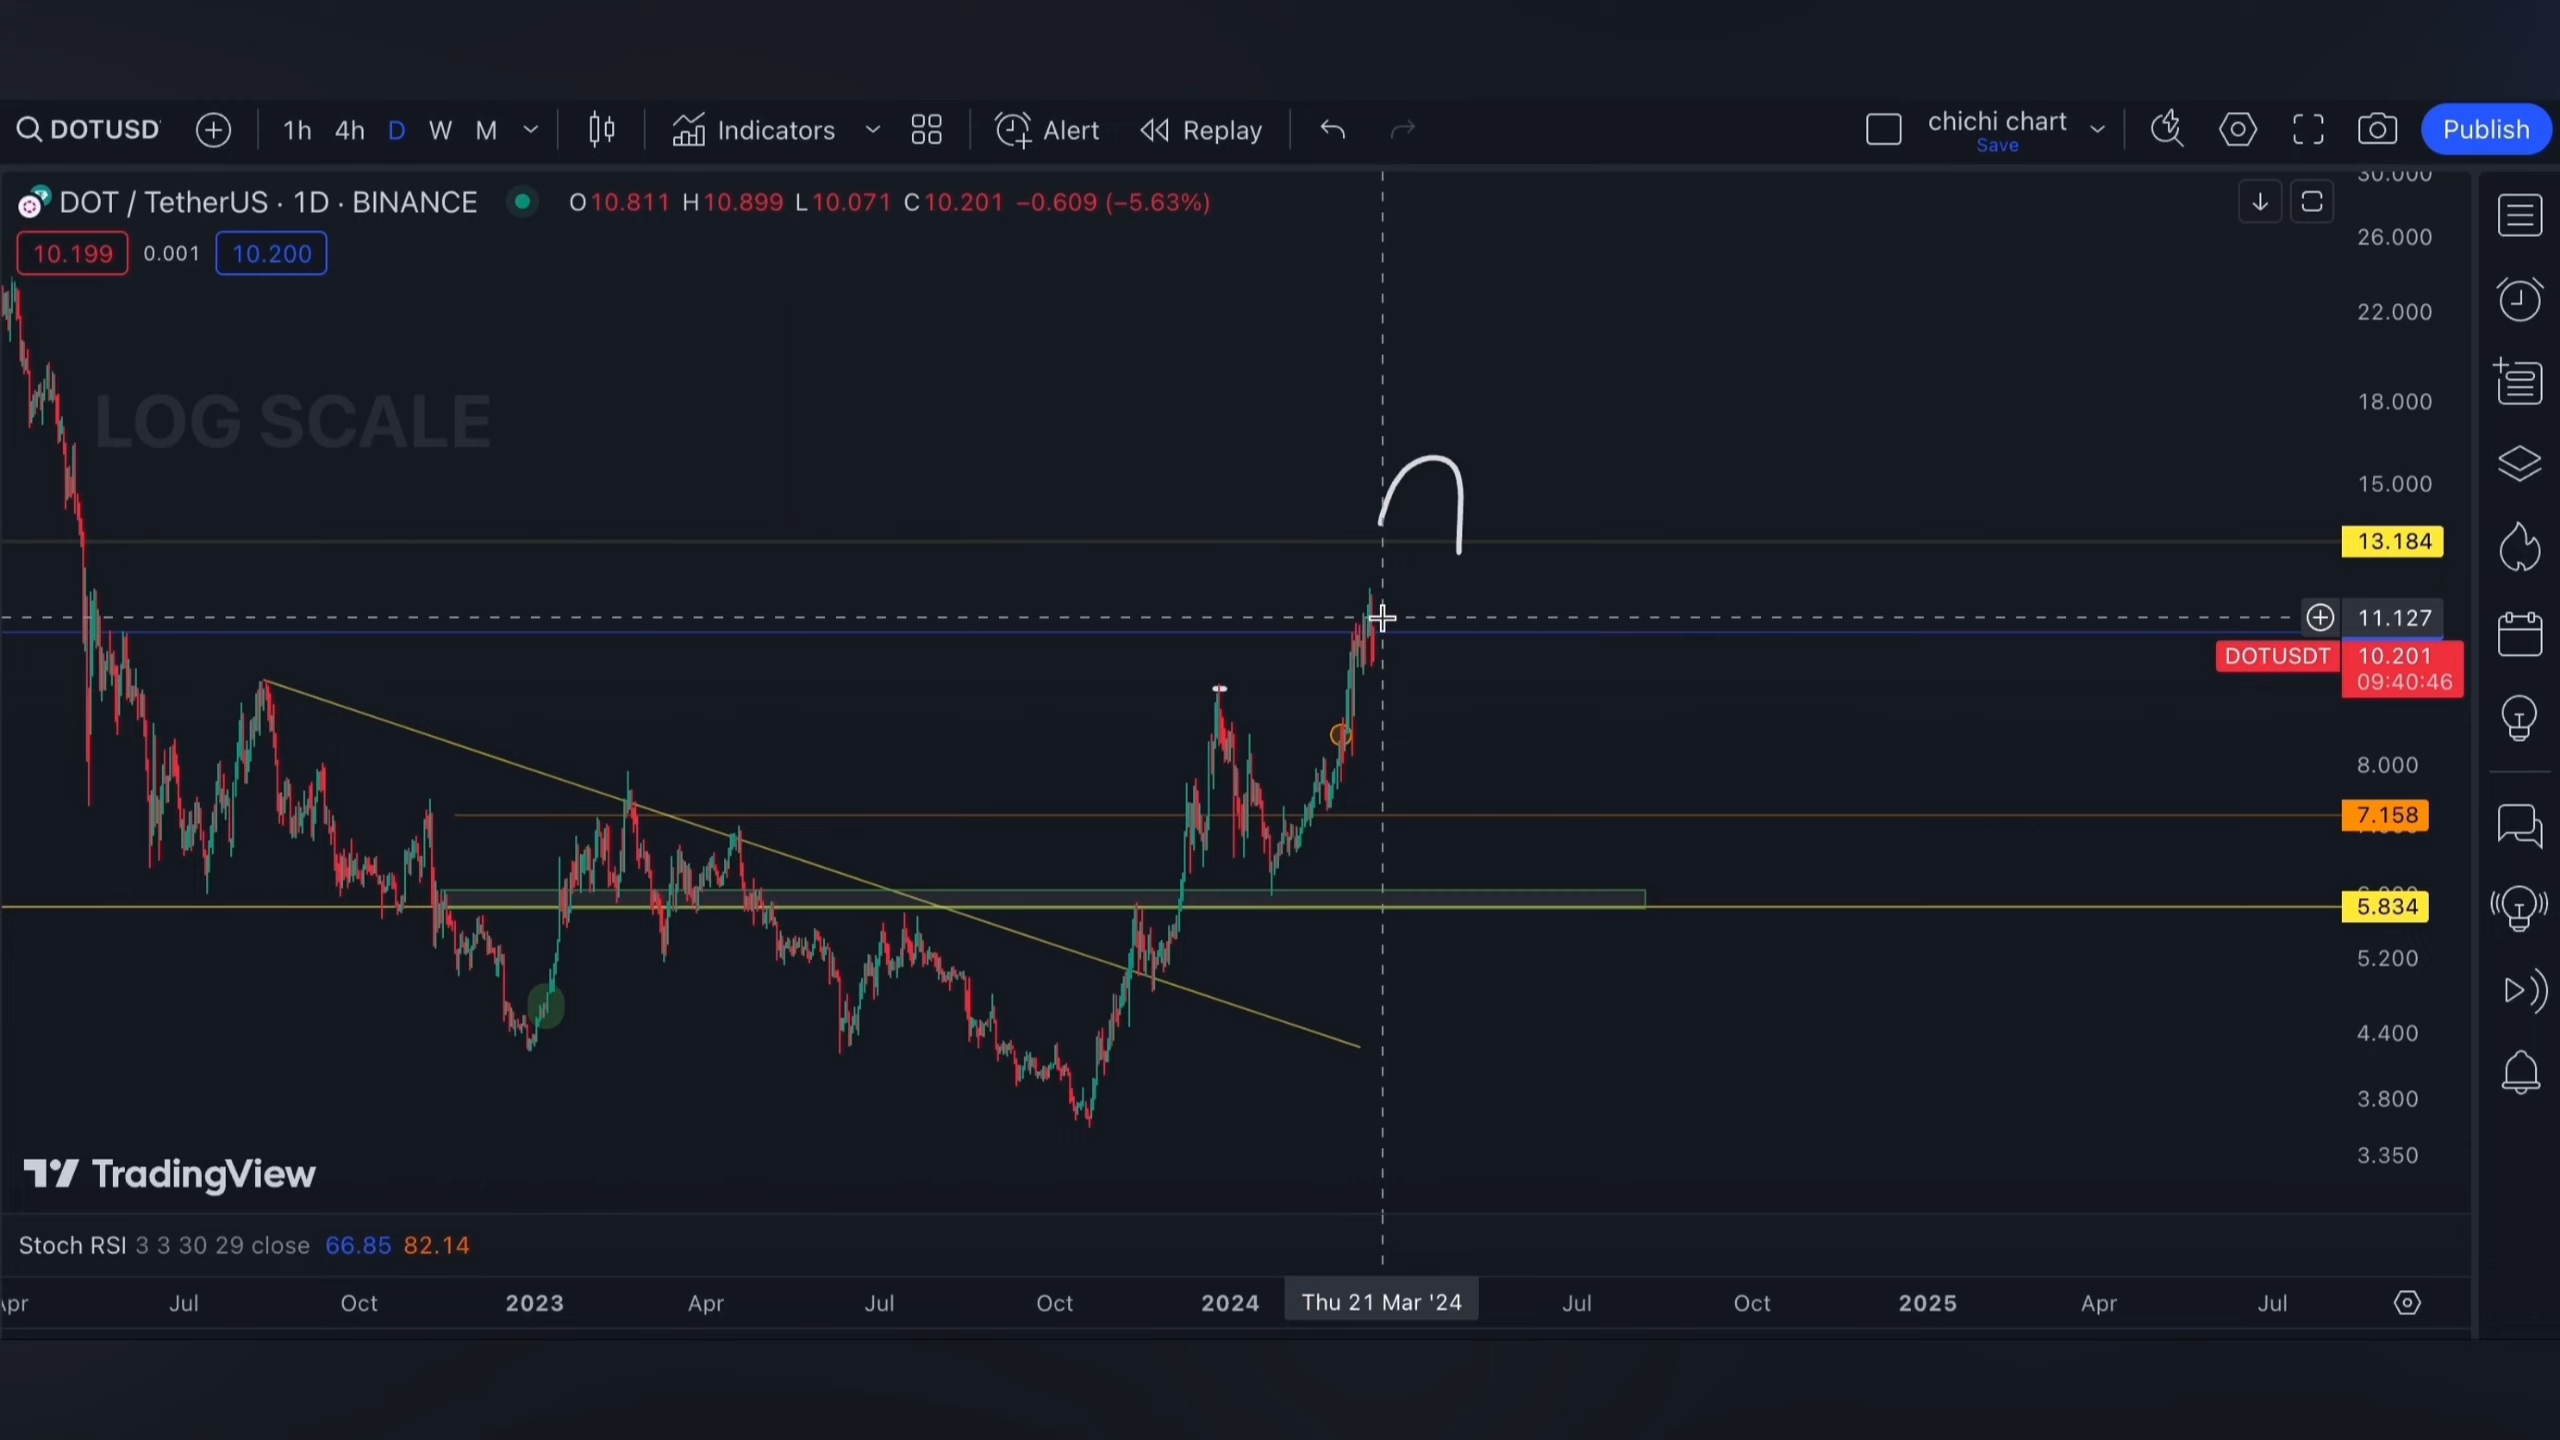 DOTUSD
1h 4h D W M Indicators Alert Replay chichi chart Publish
Save
DOT / TetherUS · 1D · BINANCE O10.811 H10.899 L10.071 C10.201 −0.609 (−5.63%)
10.199 0.001 10.200
30.000
26.000
22.000
LOG SCALE
18.000
15.000
13.184
11.127
DOTUSDT 10.201
09:40:46
8.000
7.158
5.834
5.200
4.400
3.800
3.350
TradingView
Stoch RSI 3 3 30 29 close 66.85 82.14
Jul Oct 2023 Apr Jul Oct 2024 Thu 21 Mar '24 Jul Oct 2025 Apr Jul